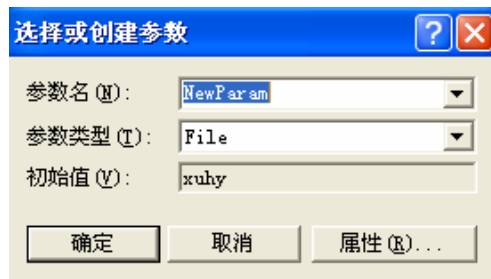 选择或创建参数
参数名(N): NewParam
参数类型(T): File
初始值(V): xuhy
确定 取消 属性(R)...